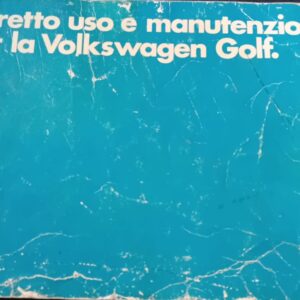 retto uso e manutenzio
la Volkswagen Golf.